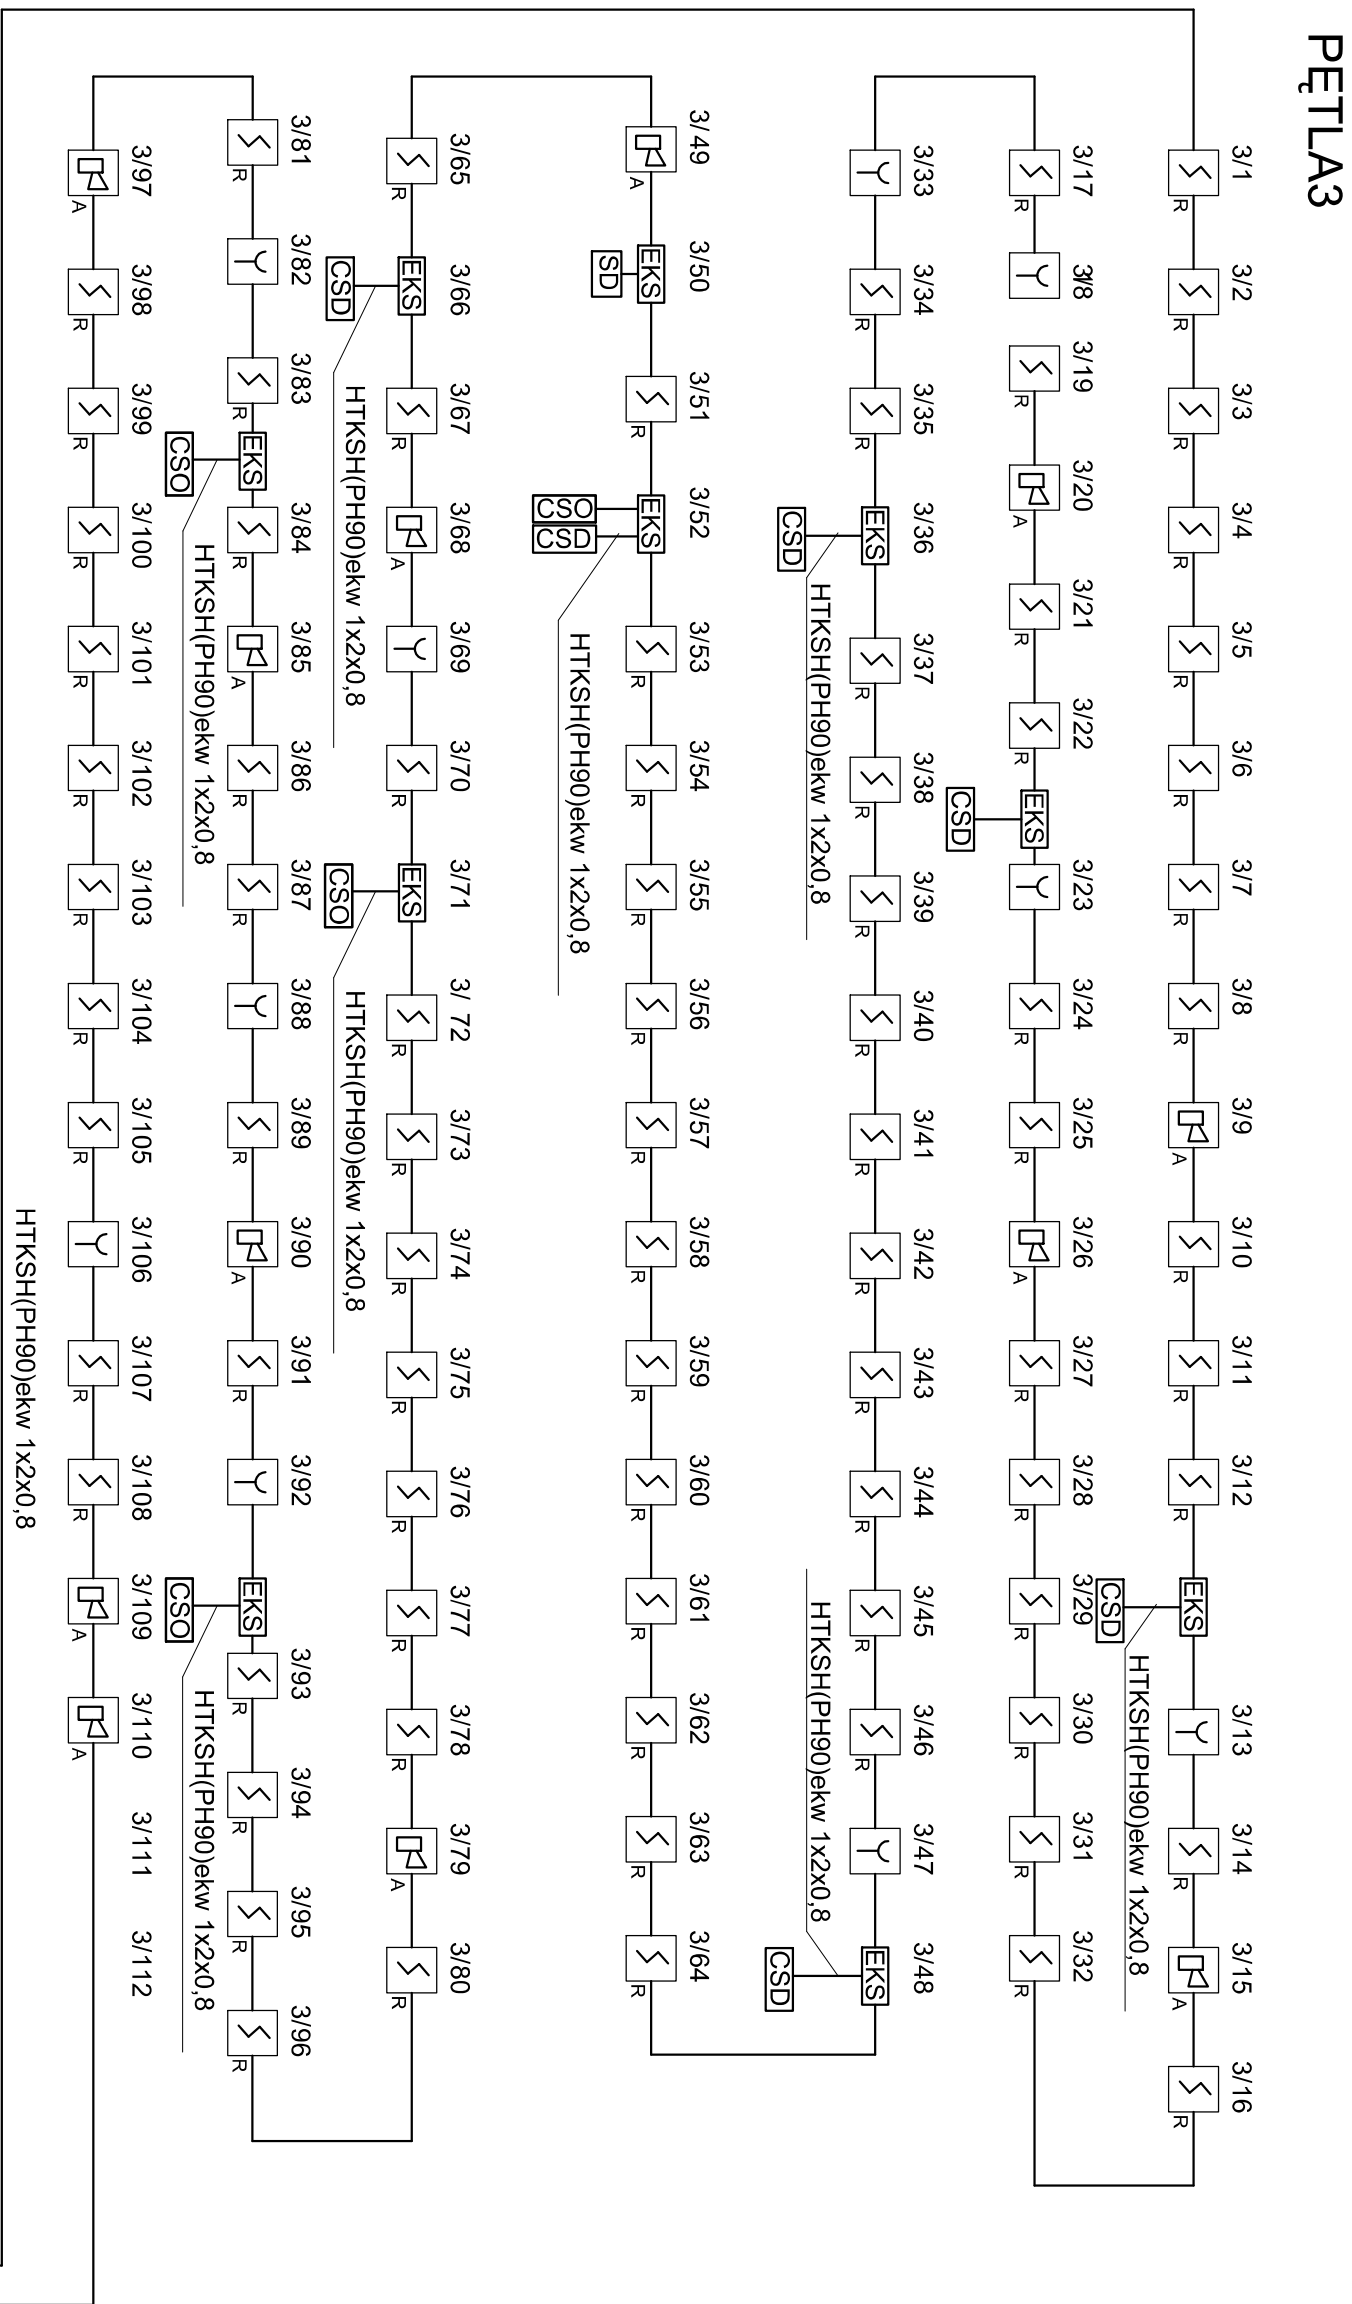 PĘTLA3
3/1 3/2 3/3 3/4 3/5 3/6 3/7 3/8 3/9 3/10 3/11 3/12 3/13 3/14 3/15 3/16
R R R R R R R R A R R R EKS R A R
CSD
HTKSH(PH90)ekw 1x2x0,8
3/17 3/18 3/19 3/20 3/21 3/22 3/23 3/24 3/25 3/26 3/27 3/28 3/29 3/30 3/31 3/32
R R A R R EKS R R A R R R R R R
CSD
3/33 3/34 3/35 3/36 3/37 3/38 3/39 3/40 3/41 3/42 3/43 3/44 3/45 3/46 3/47 3/48
R R EKS R R R R R R R R R R EKS
CSD CSD
HTKSH(PH90)ekw 1x2x0,8
HTKSH(PH90)ekw 1x2x0,8
3/49 3/50 3/51 3/52 3/53 3/54 3/55 3/56 3/57 3/58 3/59 3/60 3/61 3/62 3/63 3/64
A EKS R EKS R R R R R R R R R R R R
SD CSO CSD
HTKSH(PH90)ekw 1x2x0,8
3/65 3/66 3/67 3/68 3/69 3/70 3/71 3/ 72 3/73 3/74 3/75 3/76 3/77 3/78 3/79 3/80
R EKS R A R EKS R R R R R R R A R
CSD CSO
HTKSH(PH90)ekw 1x2x0,8
HTKSH(PH90)ekw 1x2x0,8
3/81 3/82 3/83 3/84 3/85 3/86 3/87 3/88 3/89 3/90 3/91 3/92 3/93 3/94 3/95 3/96
R R EKS R A R R R A R EKS R R R R
CSO CSO
HTKSH(PH90)ekw 1x2x0,8
HTKSH(PH90)ekw 1x2x0,8
3/97 3/98 3/99 3/100 3/101 3/102 3/103 3/104 3/105 3/106 3/107 3/108 3/109 3/110 3/111 3/112
A R R R R R R R R R R A A
HTKSH(PH90)ekw 1x2x0,8